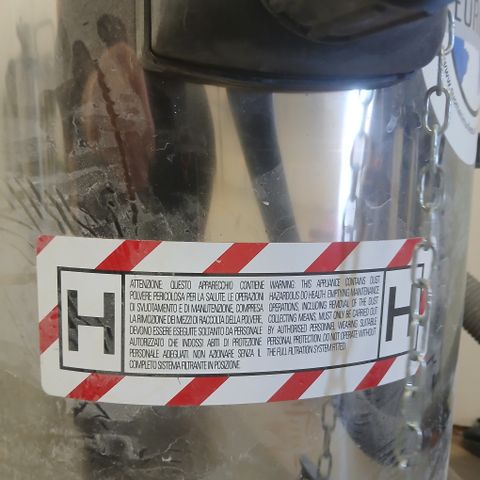 EUR
H
ATTENZIONE: QUESTO APPARECCHIO CONTIENE
POLVERE PERICOLOSA PER LA SALUTE. LE OPERAZIONI
DI SVUOTAMENTO E DI MANUTENZIONE, COMPRESA
LA RIMOZIONE DEI MEZZI DI RACCOLTA DELLA POLVERE,
DEVONO ESSERE ESEGUITE SOLTANTO DA PERSONALE
AUTORIZZATO CHE INDOSSI ABITI DI PROTEZIONE
PERSONALE ADEGUATI. NON AZIONARE SENZA IL
COMPLETO SISTEMA FILTRANTE IN POSIZIONE.
WARNING: THIS APPLIANCE CONTAINS DUST
HAZARDOUS DO HEALTH. EMPTYING MAINTENANCE
OPERATIONS, INCLUDING REMOVAL OF THE DUST
COLLECTING MEANS, MUST ONLY BE CARRIED OUT
BY AUTHORISED PERSONNEL WEARING SUITABLE
PERSONAL PROTECTION. DO NOT OPERATE WITHOUT
THE FULL FILTRATION SYSTEM FITTED.
H